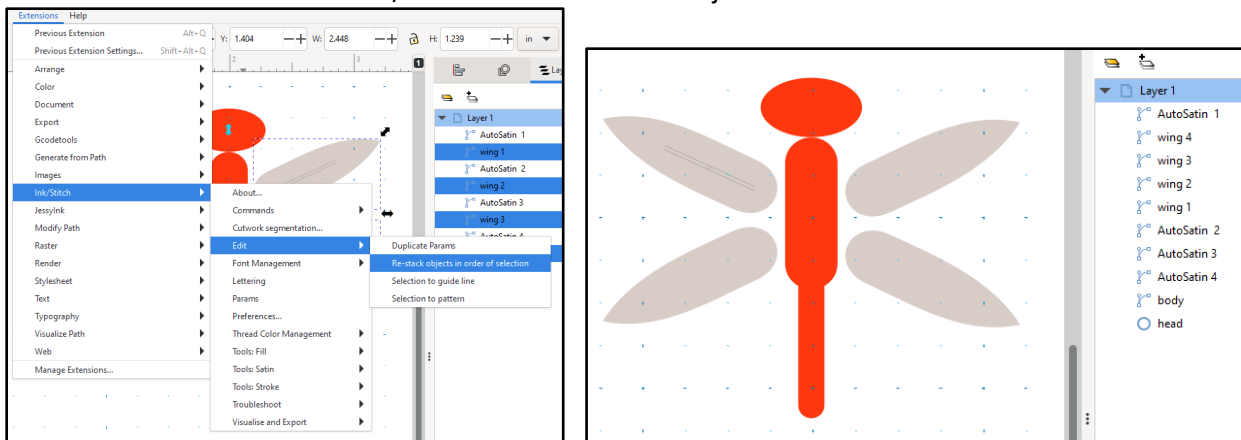 Extensions Help
Previous Extension Alt+Q
Previous Extension Settings... Shift+Alt+Q
Arrange
Color
Document
Export
Gcodetools
Generate from Path
Images
Ink/Stitch
JessyInk
Modify Path
Raster
Render
Stylesheet
Text
Typography
Visualize Path
Web
Manage Extensions...
About...
Commands
Cutwork segmentation...
Edit
Font Management
Lettering
Params
Preferences...
Thread Color Management
Tools: Fill
Tools: Satin
Tools: Stroke
Troubleshoot
Visualise and Export
Duplicate Params
Re-stack objects in order of selection
Selection to guide line
Selection to pattern
Y: 1.404 W: 2.448 H: 1.239 in
2 3
1
Lay
Layer 1
AutoSatin 1
wing 1
AutoSatin 2
wing 2
AutoSatin 3
wing 3
AutoSatin 4
Layer 1
AutoSatin 1
wing 4
wing 3
wing 2
wing 1
AutoSatin 2
AutoSatin 3
AutoSatin 4
body
head